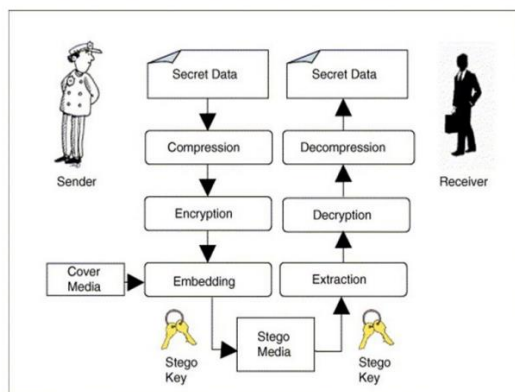 Secret Data
Secret Data
Compression
Decompression
Sender
Receiver
Encryption
Decryption
Cover
Media
Embedding
Extraction
Stego
Key
Stego
Media
Stego
Key